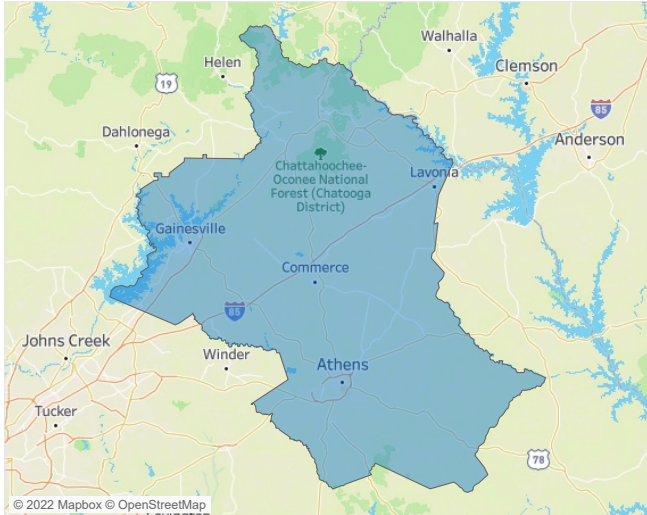 Walhalla
Helen
Clemson
19
85
Dahlonega
Anderson
Chattahoochee-
Oconee National
Forest (Chatooga
District)
Lavonia
Gainesville
Commerce
85
Johns Creek
Winder
Athens
Tucker
78
© 2022 Mapbox © OpenStreetMap